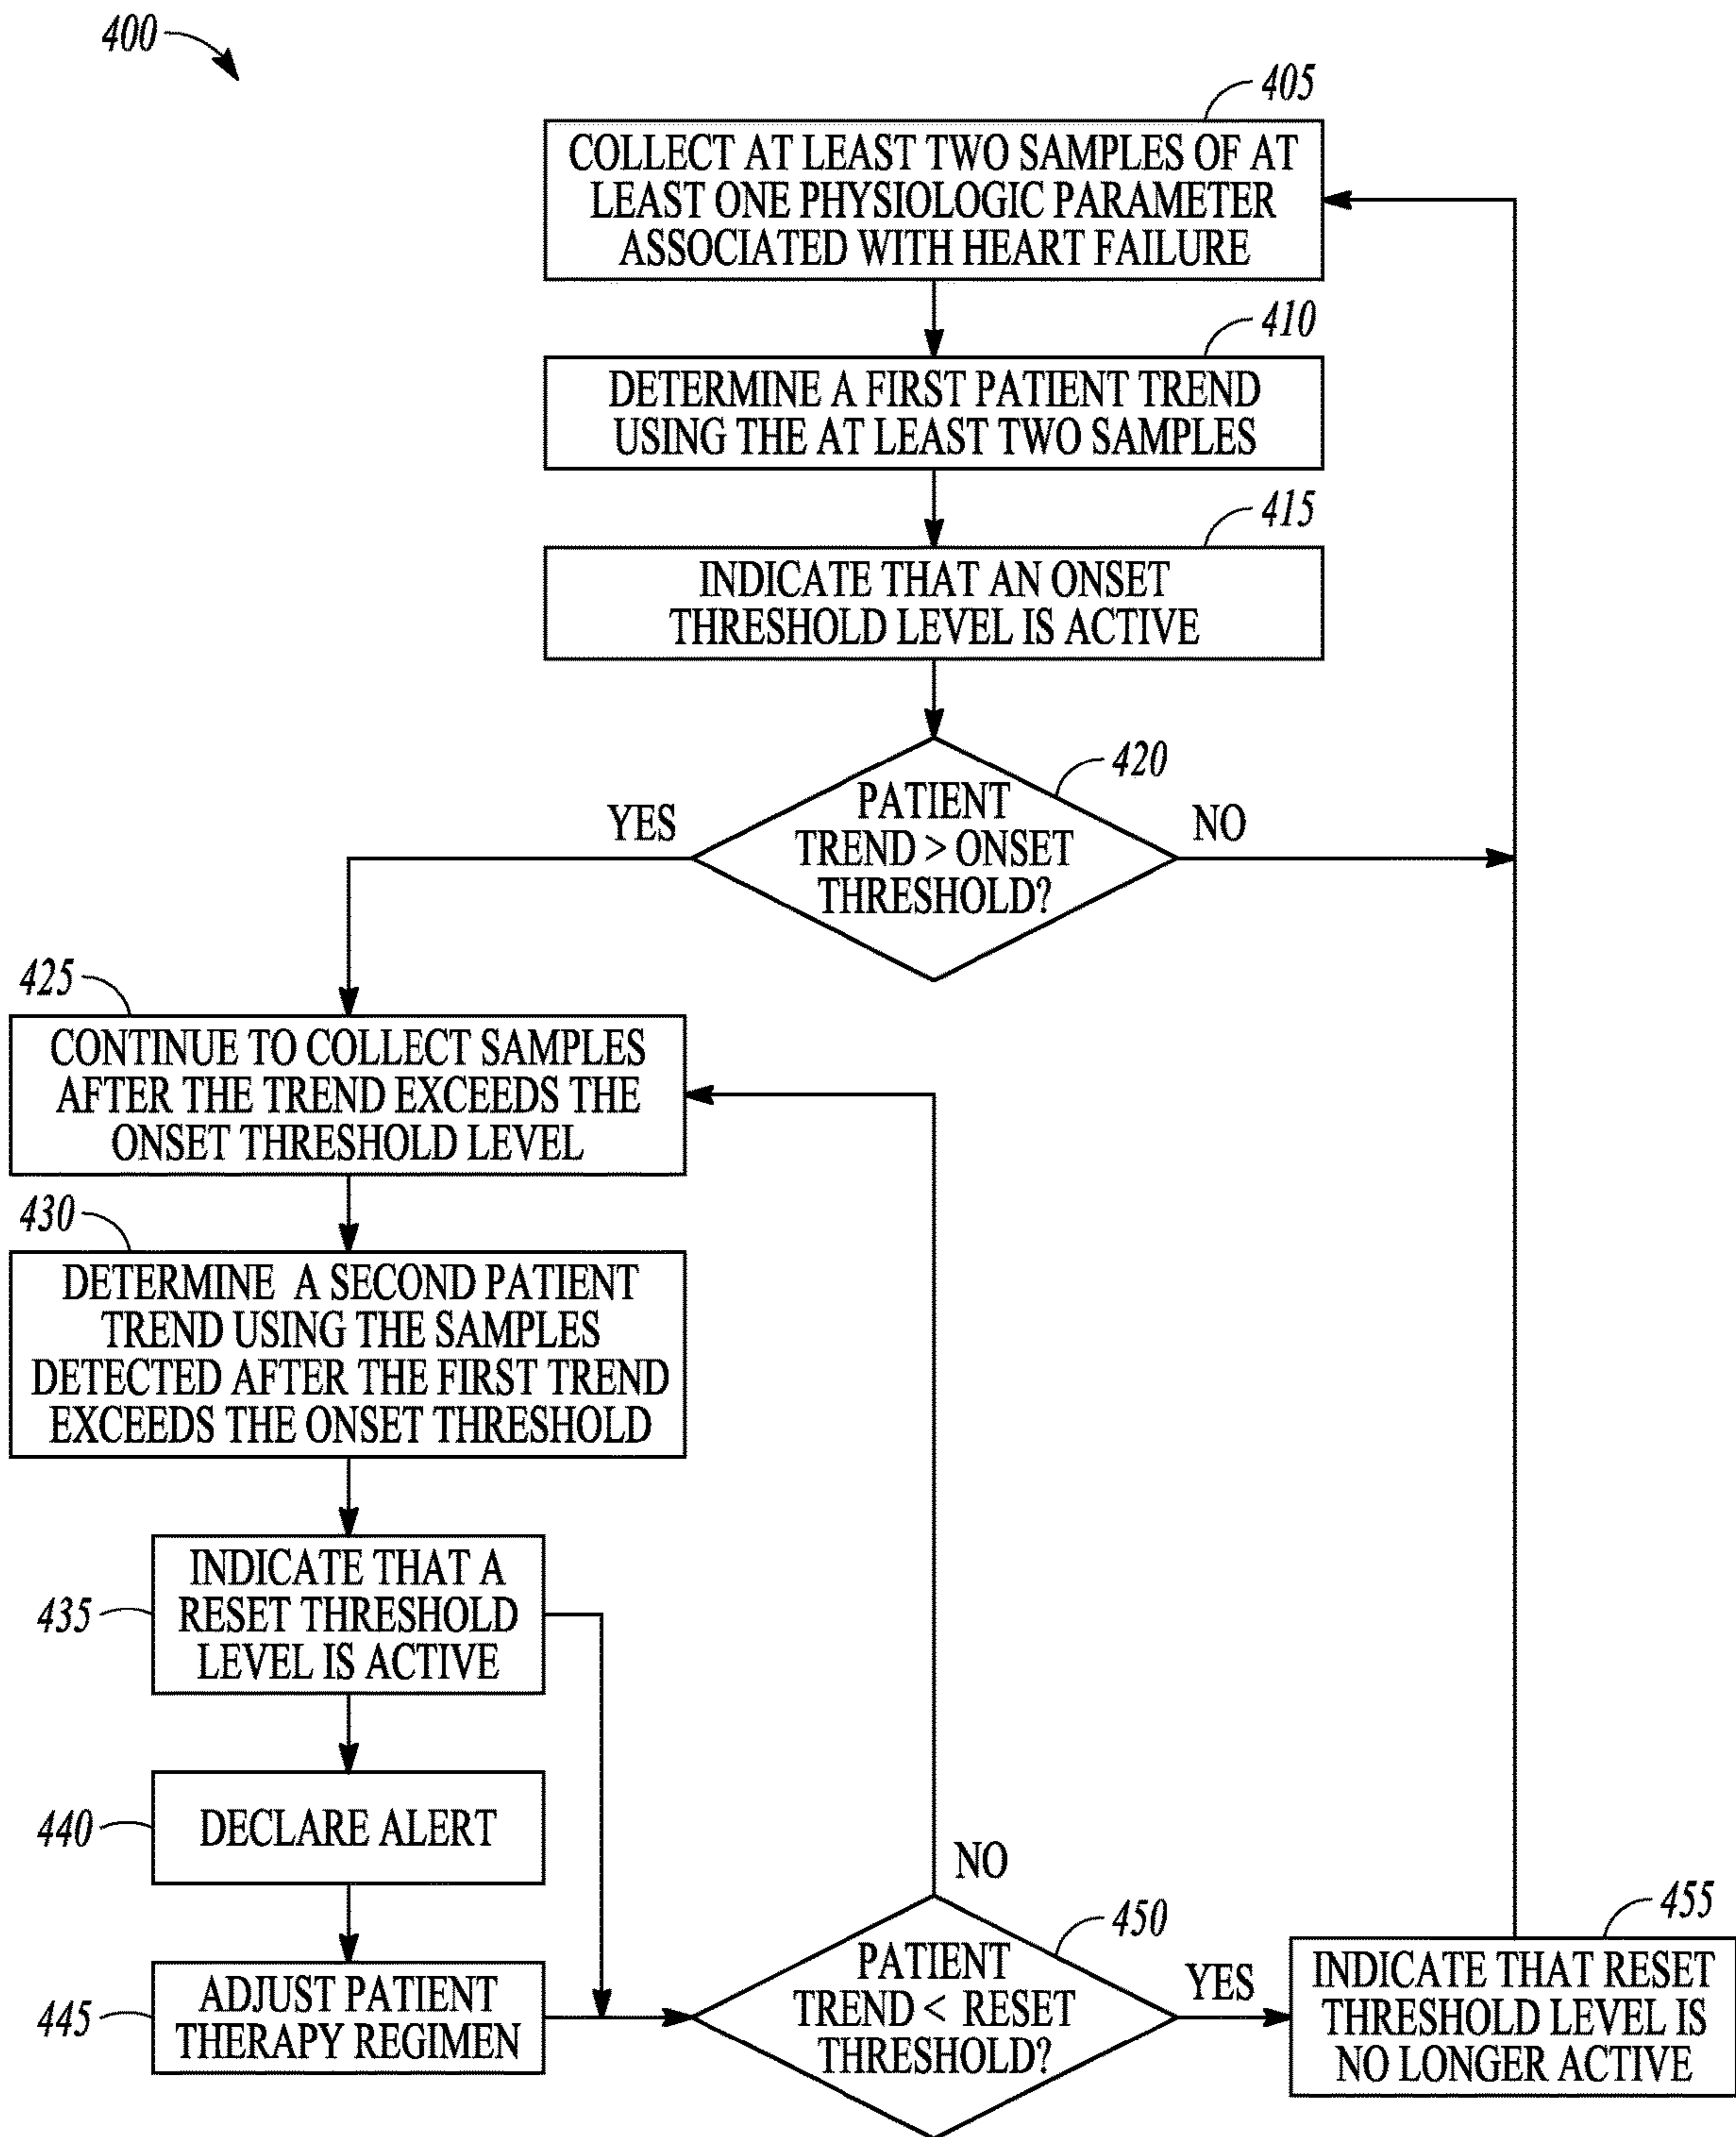 400
405
COLLECT AT LEAST TWO SAMPLES OF AT
LEAST ONE PHYSIOLOGIC PARAMETER
ASSOCIATED WITH HEART FAILURE
410
DETERMINE A FIRST PATIENT TREND
USING THE AT LEAST TWO SAMPLES
415
INDICATE THAT AN ONSET
THRESHOLD LEVEL IS ACTIVE
420
PATIENT
TREND > ONSET
THRESHOLD?
YES
NO
425
CONTINUE TO COLLECT SAMPLES
AFTER THE TREND EXCEEDS THE
ONSET THRESHOLD LEVEL
430
DETERMINE A SECOND PATIENT
TREND USING THE SAMPLES
DETECTED AFTER THE FIRST TREND
EXCEEDS THE ONSET THRESHOLD
435
INDICATE THAT A
RESET THRESHOLD
LEVEL IS ACTIVE
440
DECLARE ALERT
445
ADJUST PATIENT
THERAPY REGIMEN
NO
450
PATIENT
TREND < RESET
THRESHOLD?
YES
455
INDICATE THAT RESET
THRESHOLD LEVEL IS
NO LONGER ACTIVE